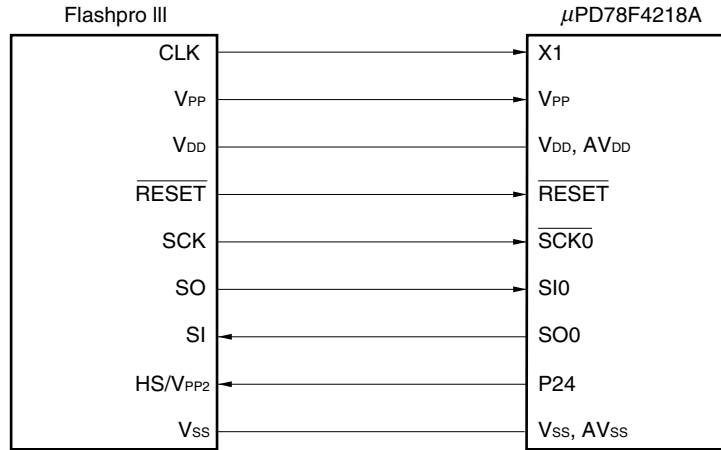 Flashpro III μPD78F4218A
CLK X1
VPP VPP
VDD VDD, AVDD
RESET RESET
SCK SCK0
SO SI0
SI SO0
HS/VPP2 P24
VSS VSS, AVSS